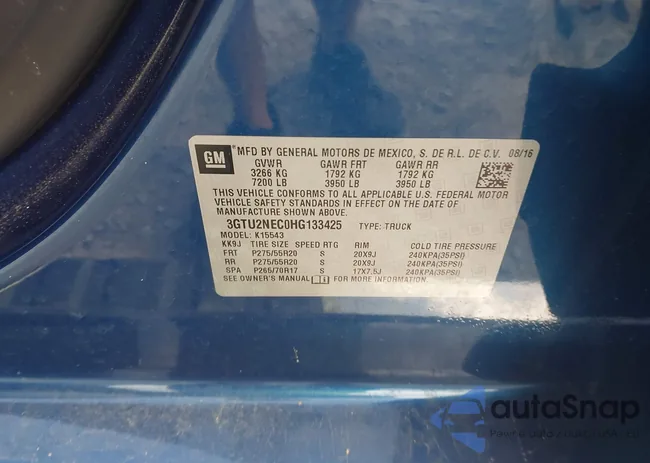 GM
MFD BY GENERAL MOTORS DE MEXICO, S. DE R.L. DE C.V. 08/16
GVWR GAWR FRT GAWR RR
3266 KG 1792 KG 1792 KG
7200 LB 3950 LB 3950 LB
THIS VEHICLE CONFORMS TO ALL APPLICABLE U.S. FEDERAL MOTOR
VEHICLE SAFETY STANDARDS IN EFFECT ON THE DATE OF
MANUFACTURE SHOWN ABOVE.
3GTU2NEC0HG133425 TYPE: TRUCK
MODEL: K15543
KK9J TIRE SIZE SPEED RTG RIM COLD TIRE PRESSURE
FRT P275/55R20 S 20X9J 240KPA(35PSI)
RR P275/55R20 S 20X9J 240KPA(35PSI)
SPA P265/70R17 S 17X7.5J 240KPA(35PSI)
SEE OWNER'S MANUAL FOR MORE INFORMATION.
autoSnap